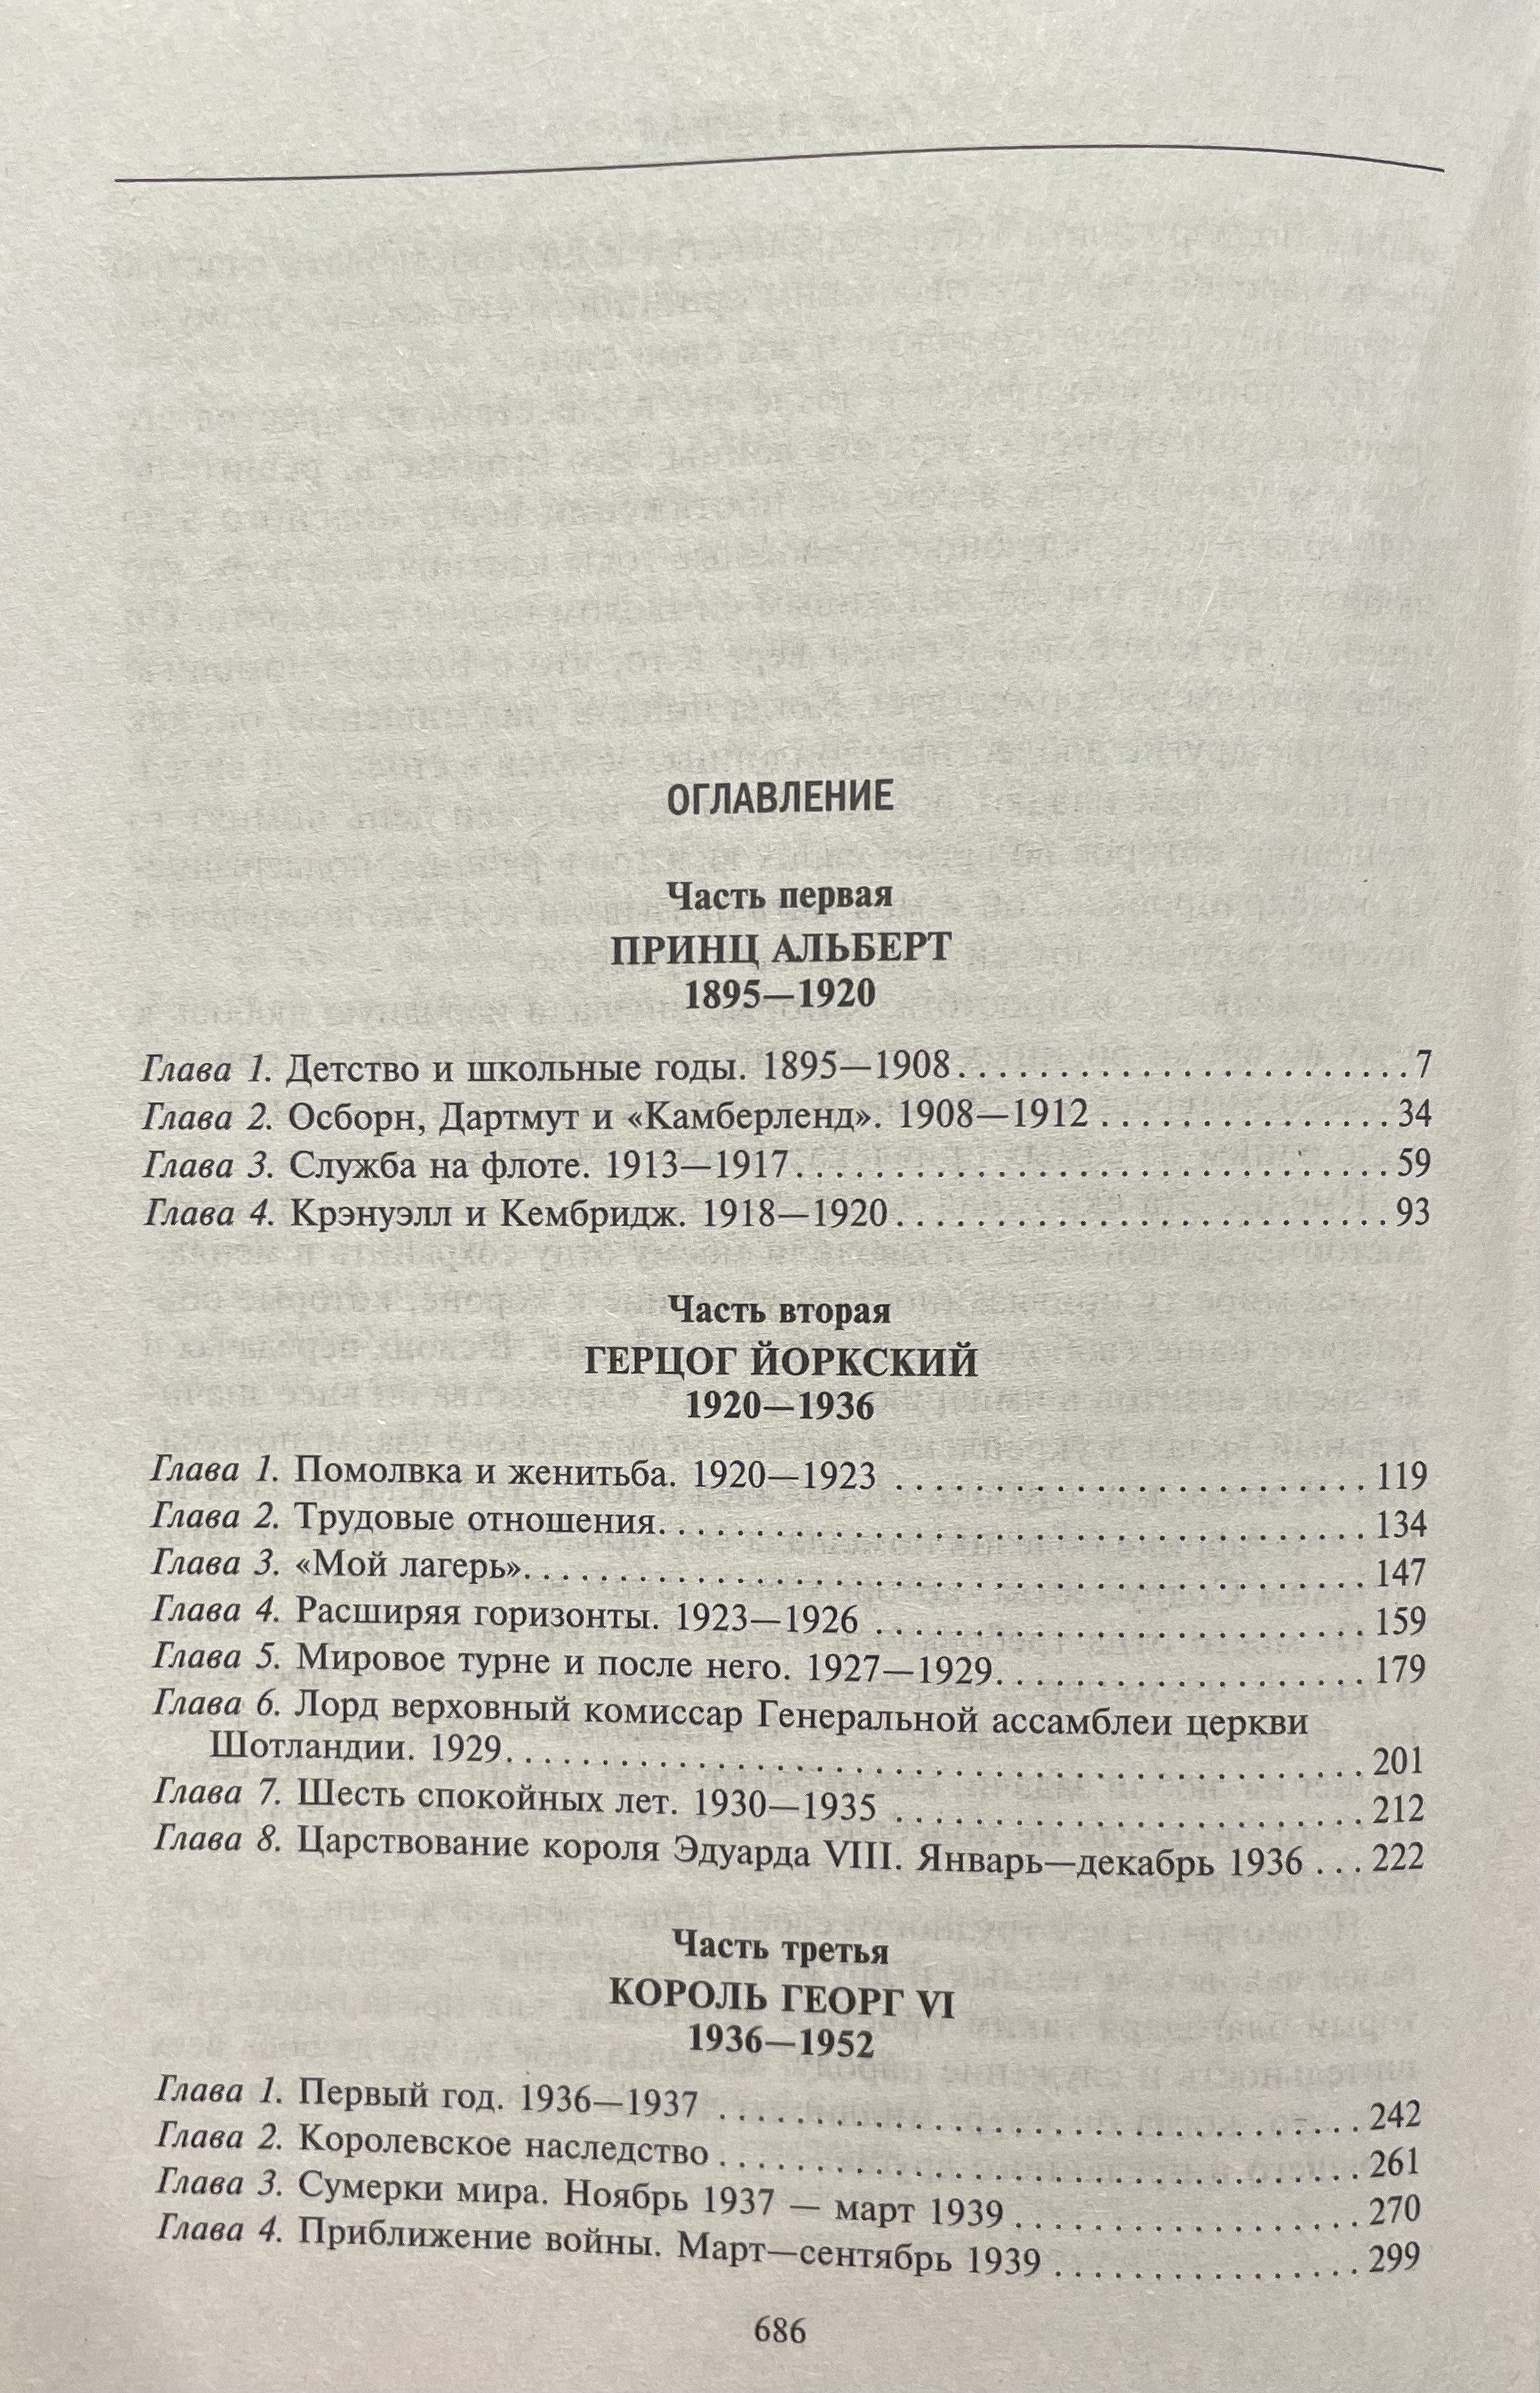 ОГЛАВЛЕНИЕ
Часть первая
ПРИНЦ АЛЬБЕРТ
1895—1920
Глава 1. Детство и школьные годы. 1895—1908. . . . . . . . . . . . . . . . . . . . . . . . 7
Глава 2. Осборн, Дартмут и «Камберленд». 1908—1912 . . . . . . . . . . . . . . . 34
Глава 3. Служба на флоте. 1913—1917. . . . . . . . . . . . . . . . . . . . . . . . . . . . . . . 59
Глава 4. Крэнуэлл и Кембридж. 1918—1920. . . . . . . . . . . . . . . . . . . . . . . . . . 93
Часть вторая
ГЕРЦОГ ЙОРКСКИЙ
1920—1936
Глава 1. Помолвка и женитьба. 1920—1923 . . . . . . . . . . . . . . . . . . . . . . . . . 119
Глава 2. Трудовые отношения. . . . . . . . . . . . . . . . . . . . . . . . . . . . . . . . . . . . . 134
Глава 3. «Мой лагерь». . . . . . . . . . . . . . . . . . . . . . . . . . . . . . . . . . . . . . . . . . . . 147
Глава 4. Расширяя горизонты. 1923—1926 . . . . . . . . . . . . . . . . . . . . . . . . . . 159
Глава 5. Мировое турне и после него. 1927—1929. . . . . . . . . . . . . . . . . . . . 179
Глава 6. Лорд верховный комиссар Генеральной ассамблеи церкви
Шотландии. 1929. . . . . . . . . . . . . . . . . . . . . . . . . . . . . . . . . . . . . . . . . . . . . 201
Глава 7. Шесть спокойных лет. 1930—1935 . . . . . . . . . . . . . . . . . . . . . . . . . 212
Глава 8. Царствование короля Эдуарда VIII. Январь—декабрь 1936 . . . 222
Часть третья
КОРОЛЬ ГЕОРГ VI
1936—1952
Глава 1. Первый год. 1936—1937 . . . . . . . . . . . . . . . . . . . . . . . . . . . . . . . . . . 242
Глава 2. Королевское наследство . . . . . . . . . . . . . . . . . . . . . . . . . . . . . . . . . . 261
Глава 3. Сумерки мира. Ноябрь 1937 — март 1939 . . . . . . . . . . . . . . . . . . . 270
Глава 4. Приближение войны. Март—сентябрь 1939 . . . . . . . . . . . . . . . . . 299
686